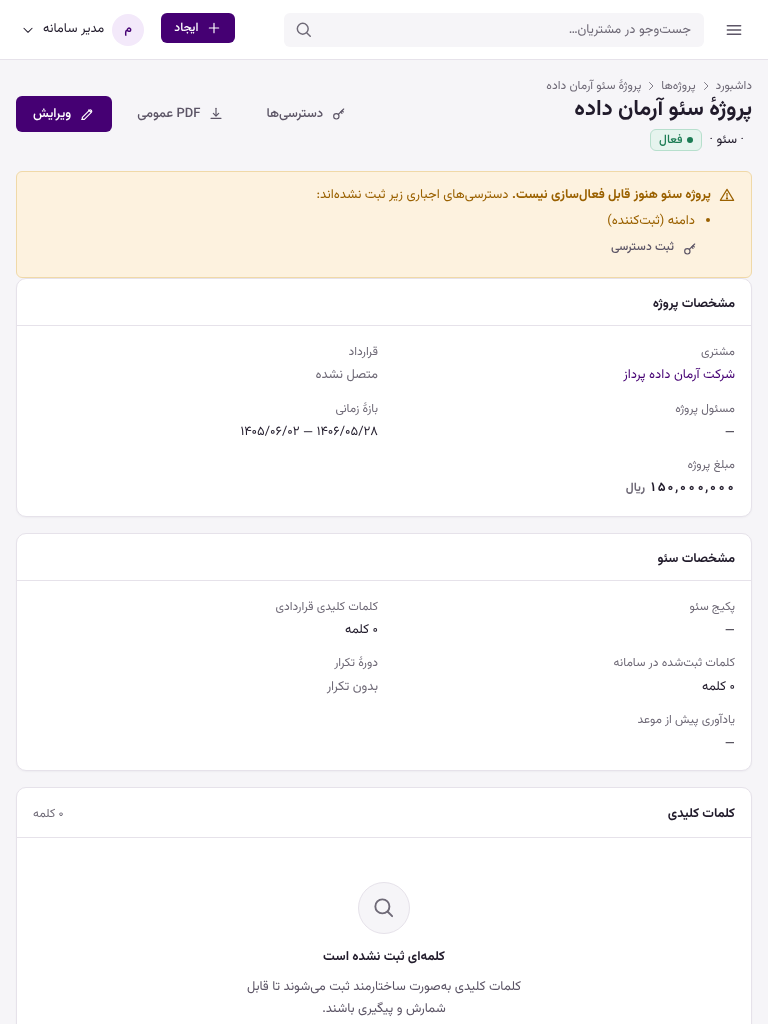 جست‌وجو در مشتریان...
ایجاد
م
مدیر سامانه
داشبورد
پروژه‌ها
پروژهٔ سئو آرمان داده
پروژهٔ سئو آرمان داده
· سئو ·
فعال
دسترسی‌ها
PDF عمومی
ویرایش
پروژه سئو هنوز قابل فعال‌سازی نیست. دسترسی‌های اجباری زیر ثبت نشده‌اند:
• دامنه (ثبت‌کننده)
ثبت دسترسی
مشخصات پروژه
مشتری
شرکت آرمان داده پرداز
قرارداد
متصل نشده
مسئول پروژه
—
بازهٔ زمانی
۱۴۰۵/۰۶/۰۲ — ۱۴۰۶/۰۵/۲۸
مبلغ پروژه
۱۵۰,۰۰۰,۰۰۰ ریال
مشخصات سئو
پکیج سئو
—
کلمات کلیدی قراردادی
۰ کلمه
کلمات ثبت‌شده در سامانه
۰ کلمه
دورهٔ تکرار
بدون تکرار
یادآوری پیش از موعد
—
کلمات کلیدی
۰ کلمه
کلمه‌ای ثبت نشده است
کلمات کلیدی به‌صورت ساختارمند ثبت می‌شوند تا قابل
شمارش و پیگیری باشند.